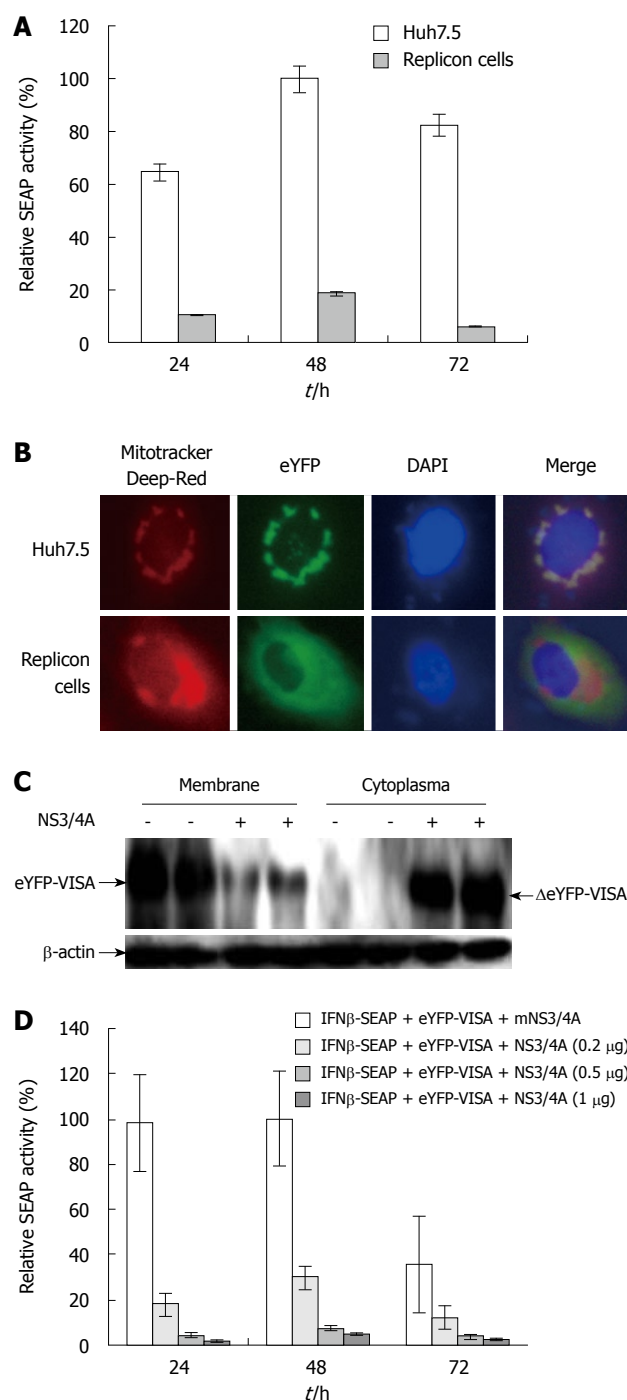 A
120
100
80
60
40
20
0
Relative SEAP activity (%)
Huh7.5
Replicon cells
24 48 72
t/h
B
Mitotracker
Deep-Red
eYFP
DAPI
Merge
Huh7.5
Replicon
cells
C
Membrane Cytoplasma
NS3/4A - - + + - - + +
eYFP-VISA
ΔeYFP-VISA
β-actin
D
140
120
100
80
60
40
20
0
Relative SEAP activity (%)
IFNβ-SEAP + eYFP-VISA + mNS3/4A
IFNβ-SEAP + eYFP-VISA + NS3/4A (0.2 μg)
IFNβ-SEAP + eYFP-VISA + NS3/4A (0.5 μg)
IFNβ-SEAP + eYFP-VISA + NS3/4A (1 μg)
24 48 72
t/h